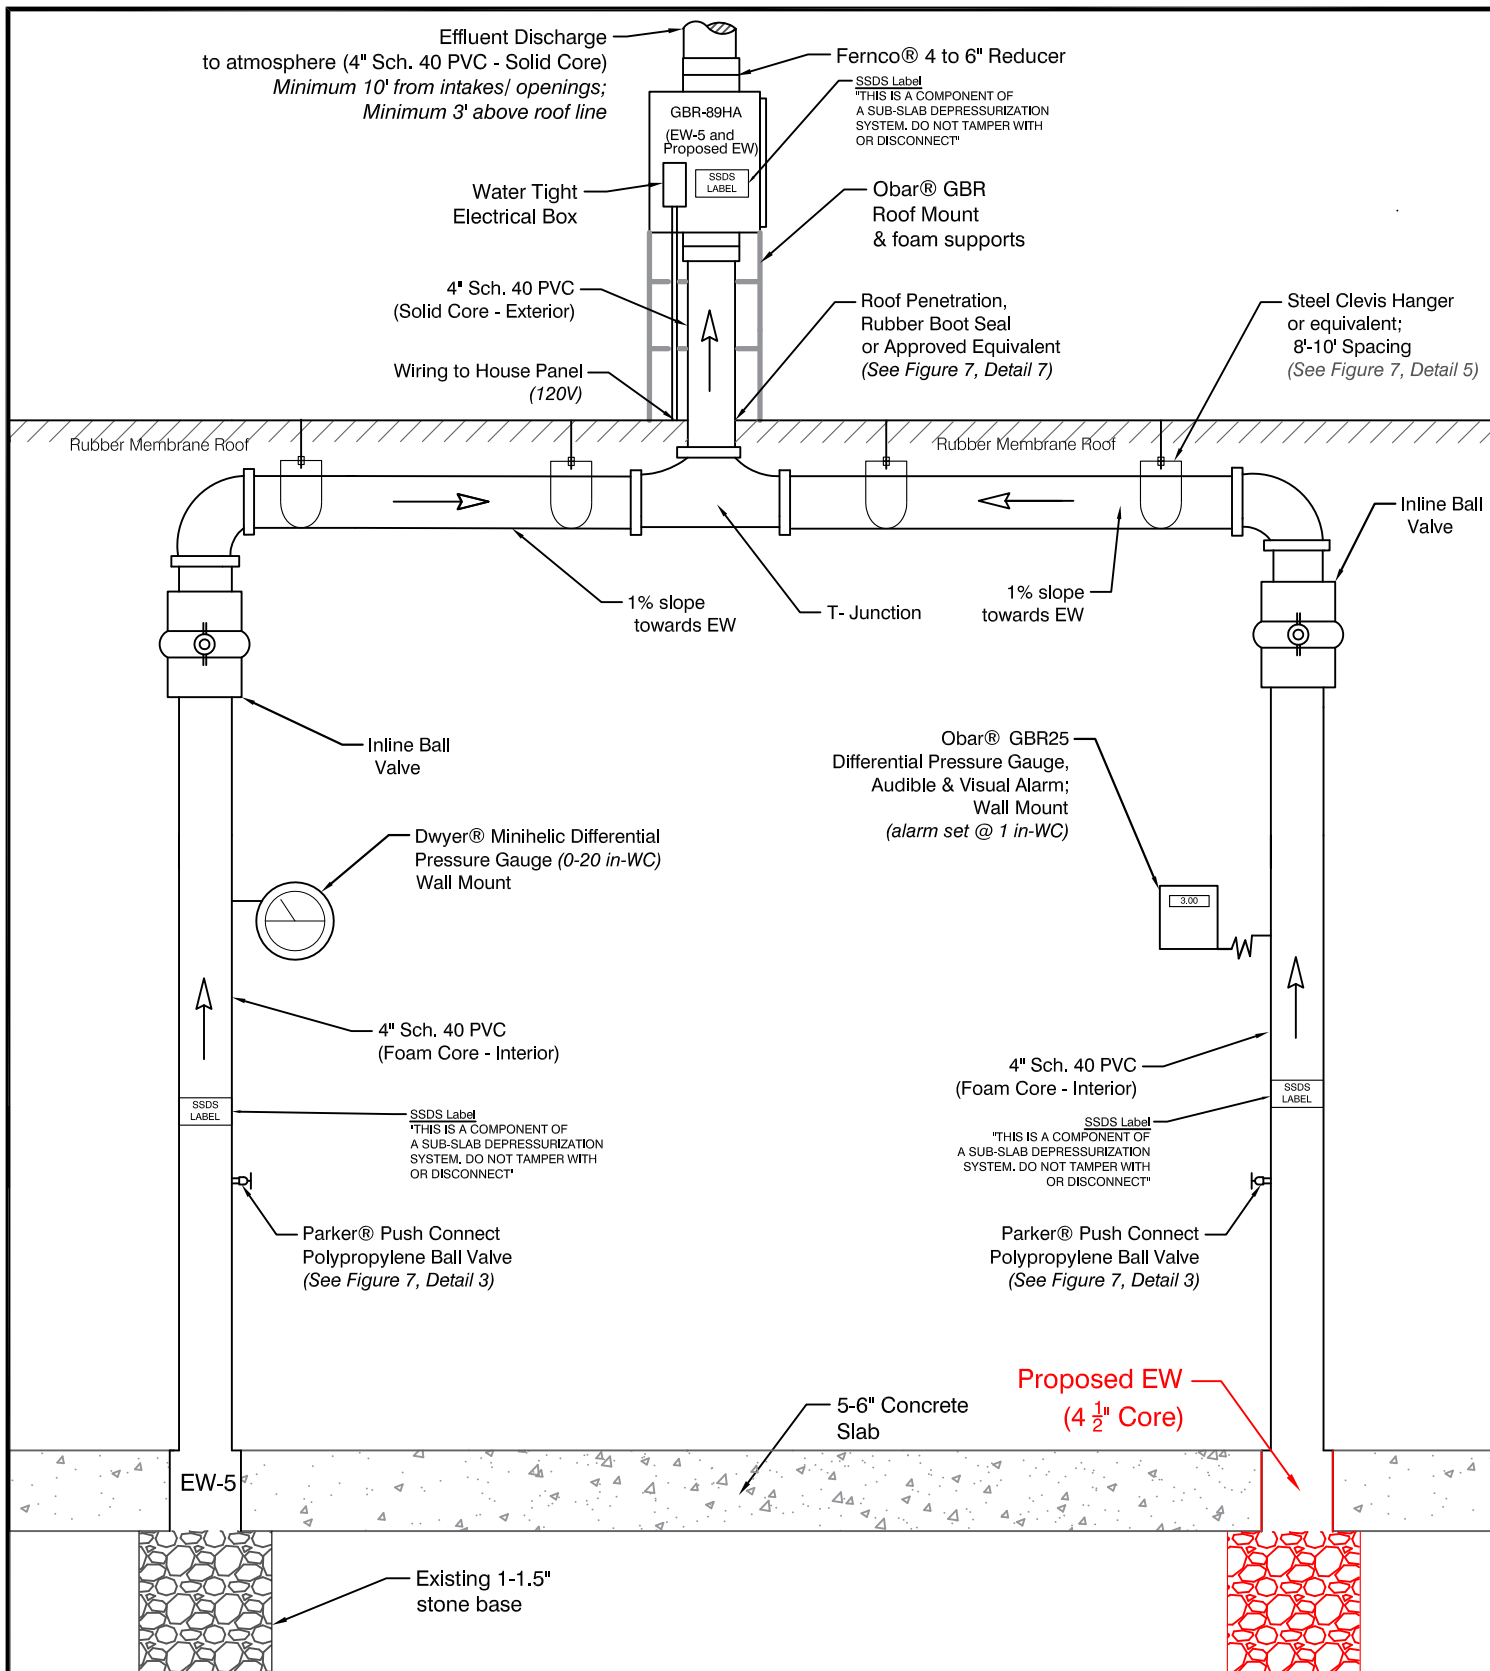 Effluent Discharge
to atmosphere (4" Sch. 40 PVC - Solid Core)
Minimum 10' from intakes/ openings;
Minimum 3' above roof line
Fernco® 4 to 6" Reducer
SSDS Label
"THIS IS A COMPONENT OF
A SUB-SLAB DEPRESSURIZATION
SYSTEM. DO NOT TAMPER WITH
OR DISCONNECT"
GBR-89HA
(EW-5 and
Proposed EW)
SSDS
LABEL
Water Tight
Electrical Box
Obar® GBR
Roof Mount
& foam supports
4" Sch. 40 PVC
(Solid Core - Exterior)
Roof Penetration,
Rubber Boot Seal
or Approved Equivalent
(See Figure 7, Detail 7)
Steel Clevis Hanger
or equivalent;
8'-10' Spacing
(See Figure 7, Detail 5)
Wiring to House Panel
(120V)
Rubber Membrane Roof
Rubber Membrane Roof
Inline Ball
Valve
1% slope
towards EW
T- Junction
1% slope
towards EW
Inline Ball
Valve
Obar® GBR25
Differential Pressure Gauge,
Audible & Visual Alarm;
Wall Mount
(alarm set @ 1 in-WC)
Dwyer® Minihelic Differential
Pressure Gauge (0-20 in-WC)
Wall Mount
3.00
4" Sch. 40 PVC
(Foam Core - Interior)
4" Sch. 40 PVC
(Foam Core - Interior)
SSDS
LABEL
SSDS
LABEL
SSDS Label
"THIS IS A COMPONENT OF
A SUB-SLAB DEPRESSURIZATION
SYSTEM. DO NOT TAMPER WITH
OR DISCONNECT"
SSDS Label
"THIS IS A COMPONENT OF
A SUB-SLAB DEPRESSURIZATION
SYSTEM. DO NOT TAMPER WITH
OR DISCONNECT"
Parker® Push Connect
Polypropylene Ball Valve
(See Figure 7, Detail 3)
Parker® Push Connect
Polypropylene Ball Valve
(See Figure 7, Detail 3)
Proposed EW
(4 1/2" Core)
5-6" Concrete
Slab
EW-5
Existing 1-1.5"
stone base